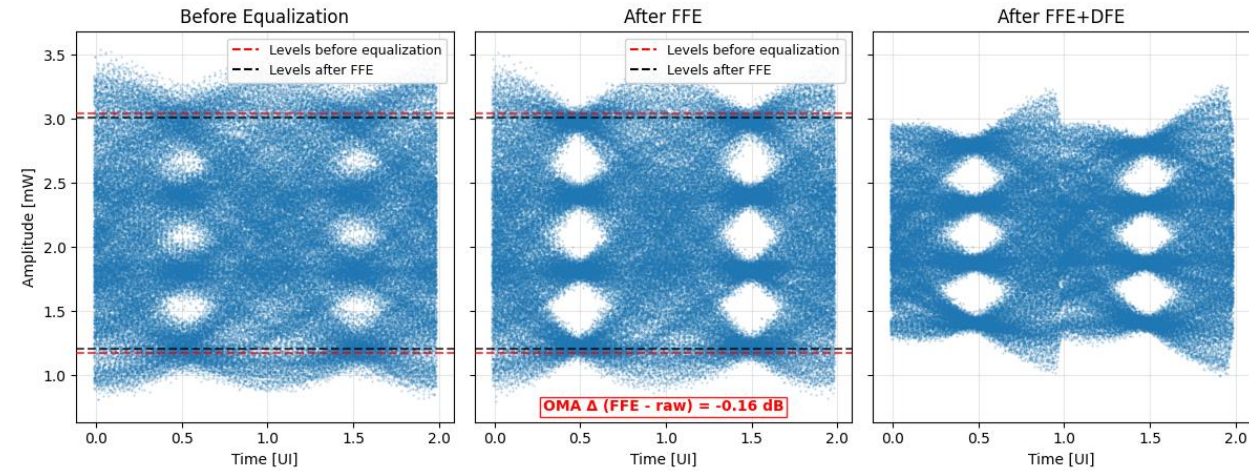 Before Equalization
After FFE
After FFE+DFE
Levels before equalization
Levels after FFE
Levels before equalization
Levels after FFE
Amplitude [mW]
3.5
3.0
2.5
2.0
1.5
1.0
OMA Δ (FFE - raw) = -0.16 dB
0.0 0.5 1.0 1.5 2.0
0.0 0.5 1.0 1.5 2.0
0.0 0.5 1.0 1.5 2.0
Time [UI]
Time [UI]
Time [UI]